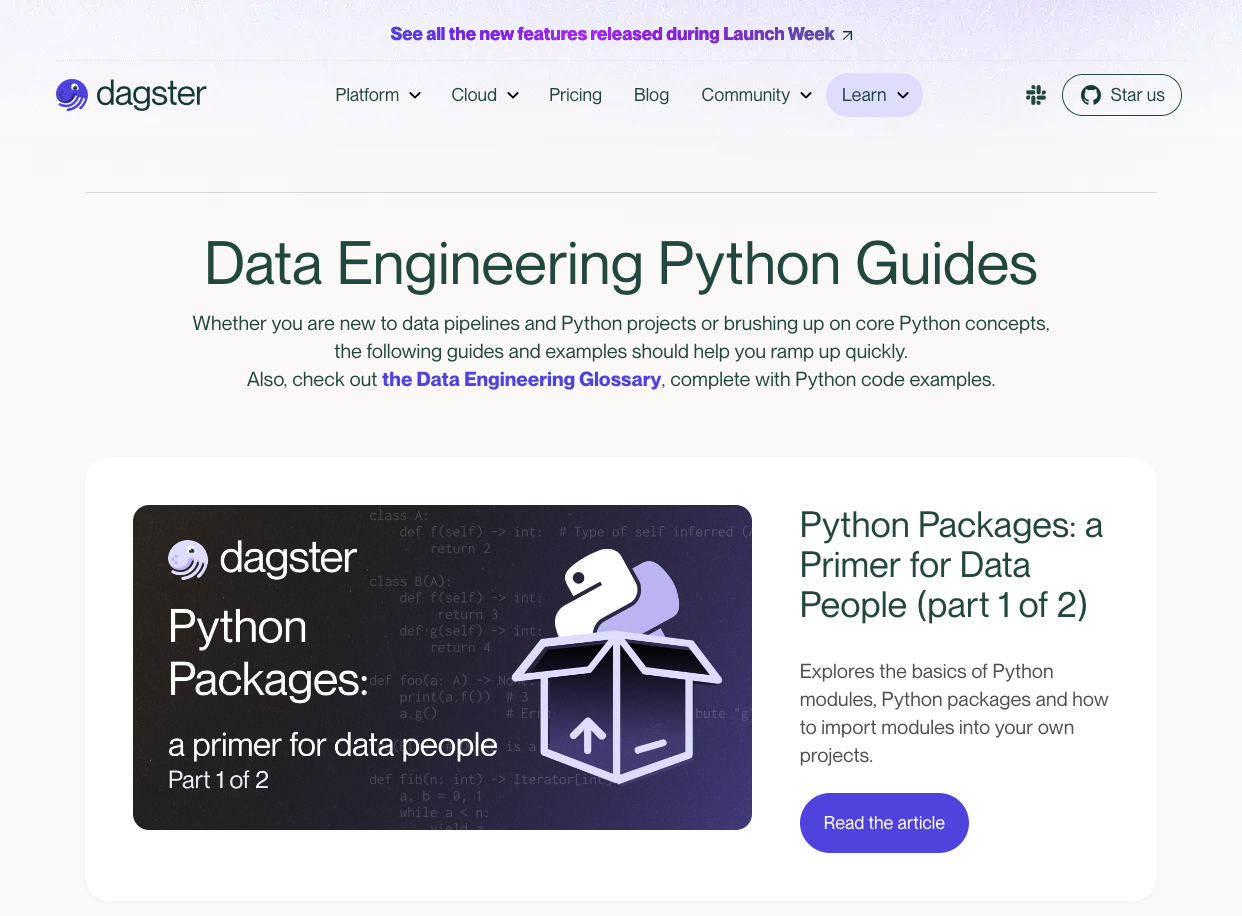 See all the new features released during Launch Week
dagster
Platform
Cloud
Pricing
Blog
Community
Learn
Star us
Data Engineering Python Guides
Whether you are new to data pipelines and Python projects or brushing up on core Python concepts,
the following guides and examples should help you ramp up quickly.
Also, check out the Data Engineering Glossary, complete with Python code examples.
dagster
Python
Packages:
a primer for data people
Part 1 of 2
class A:
def f(self) -> int: # Type of self inferred (A
return 2
class B(A):
def f(self) -> int:
return 3
def g(self) -> int:
return 4
def foo(a: A) -> None:
print(a.f()) # 3
a.g()
is a
def fib(n: int) -> Iterator[int]
a, b = 0, 1
while a < n:
yield a
Python Packages: a
Primer for Data
People (part 1 of 2)
Explores the basics of Python
modules, Python packages and how
to import modules into your own
projects.
Read the article